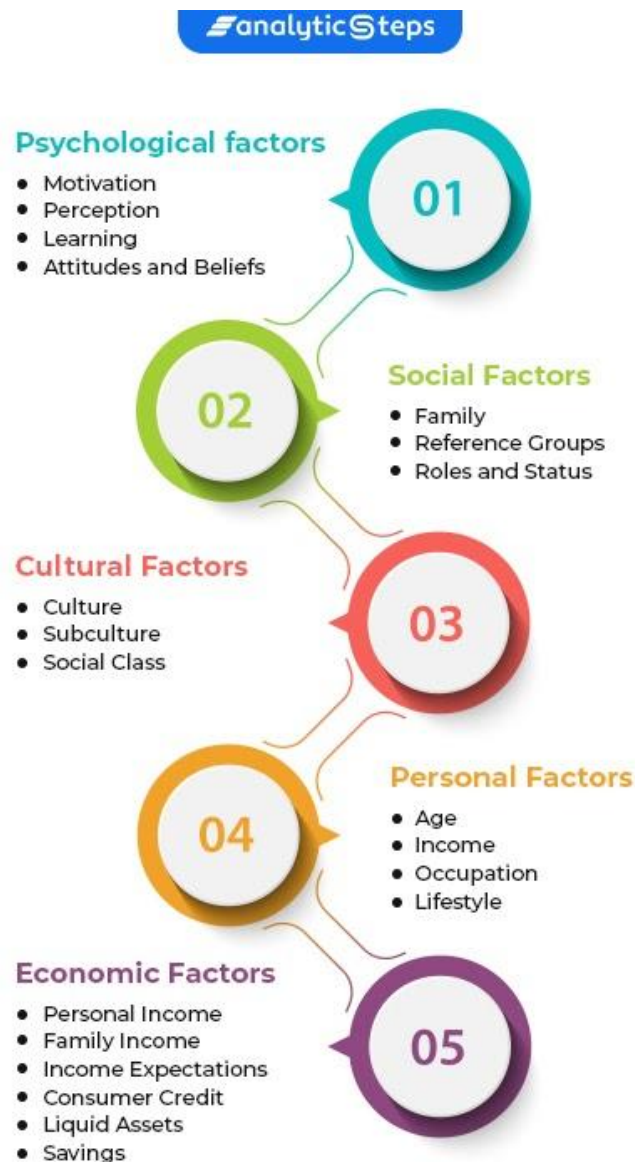 analyticSteps
Psychological factors
Motivation
Perception
Learning
Attitudes and Beliefs
01
02
Social Factors
Family
Reference Groups
Roles and Status
Cultural Factors
Culture
Subculture
Social Class
03
04
Personal Factors
Age
Income
Occupation
Lifestyle
Economic Factors
Personal Income
Family Income
Income Expectations
Consumer Credit
Liquid Assets
Savings
05